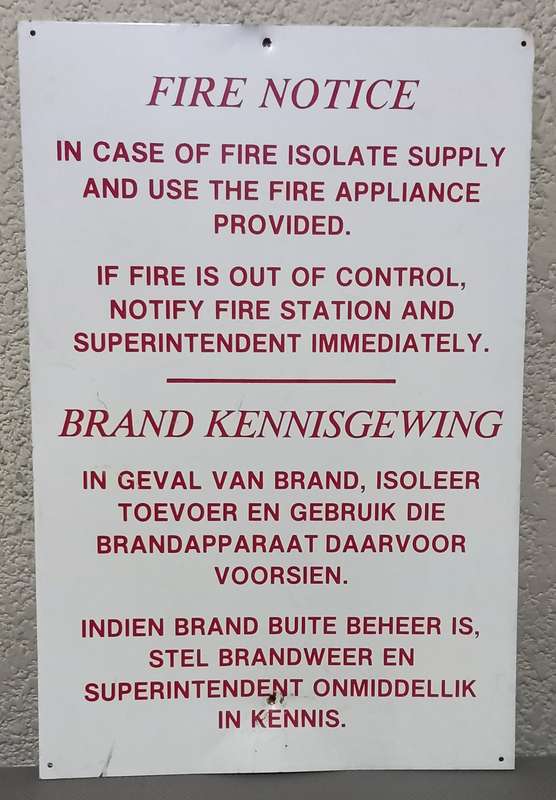 FIRE NOTICE
IN CASE OF FIRE ISOLATE SUPPLY
AND USE THE FIRE APPLIANCE
PROVIDED.
IF FIRE IS OUT OF CONTROL,
NOTIFY FIRE STATION AND
SUPERINTENDENT IMMEDIATELY.
BRAND KENNISGEWING
IN GEVAL VAN BRAND, ISOLEER
TOEVOER EN GEBRUIK DIE
BRANDAPPARAAT DAARVOOR
VOORSIEN.
INDIEN BRAND BUITE BEHEER IS,
STEL BRANDWEER EN
SUPERINTENDENT ONMIDDELLIK
IN KENNIS.